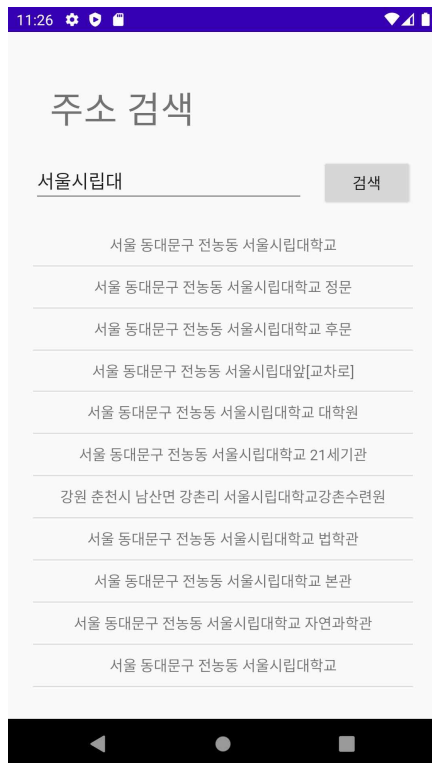 11:26
주소 검색
서울시립대
검색
서울 동대문구 전농동 서울시립대학교
서울 동대문구 전농동 서울시립대학교 정문
서울 동대문구 전농동 서울시립대학교 후문
서울 동대문구 전농동 서울시립대앞[교차로]
서울 동대문구 전농동 서울시립대학교 대학원
서울 동대문구 전농동 서울시립대학교 21세기관
강원 춘천시 남산면 강촌리 서울시립대학교강촌수련원
서울 동대문구 전농동 서울시립대학교 법학관
서울 동대문구 전농동 서울시립대학교 본관
서울 동대문구 전농동 서울시립대학교 자연과학관
서울 동대문구 전농동 서울시립대학교